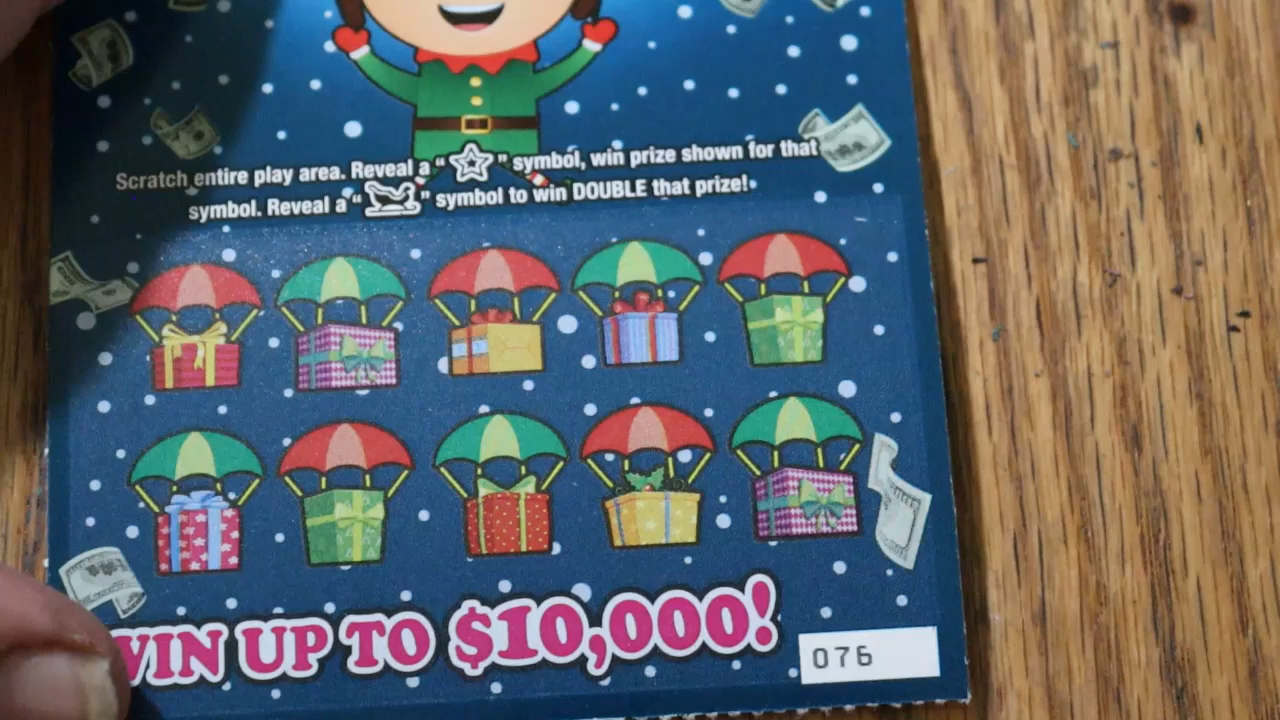 Scratch entire play area. Reveal a " " symbol, win prize shown for that
symbol. Reveal a " " symbol to win DOUBLE that prize!
WIN UP TO $10,000!
076